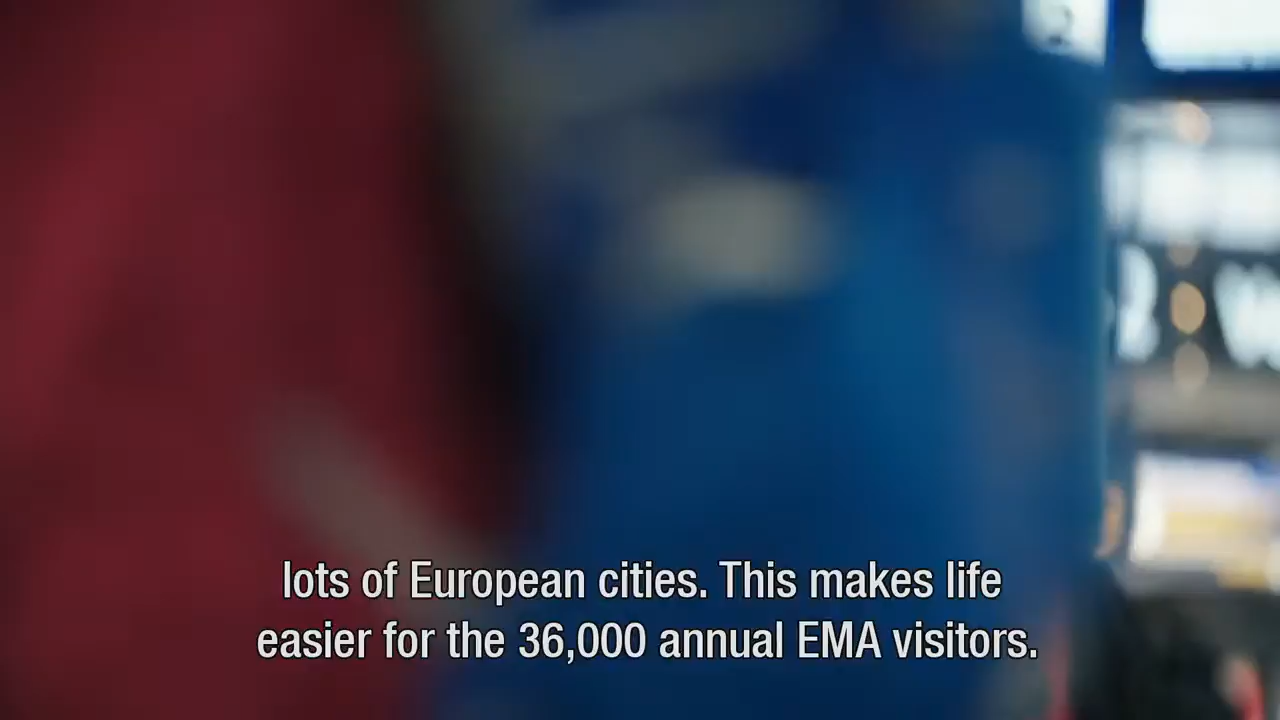 lots of European cities. This makes life
easier for the 36,000 annual EMA visitors.